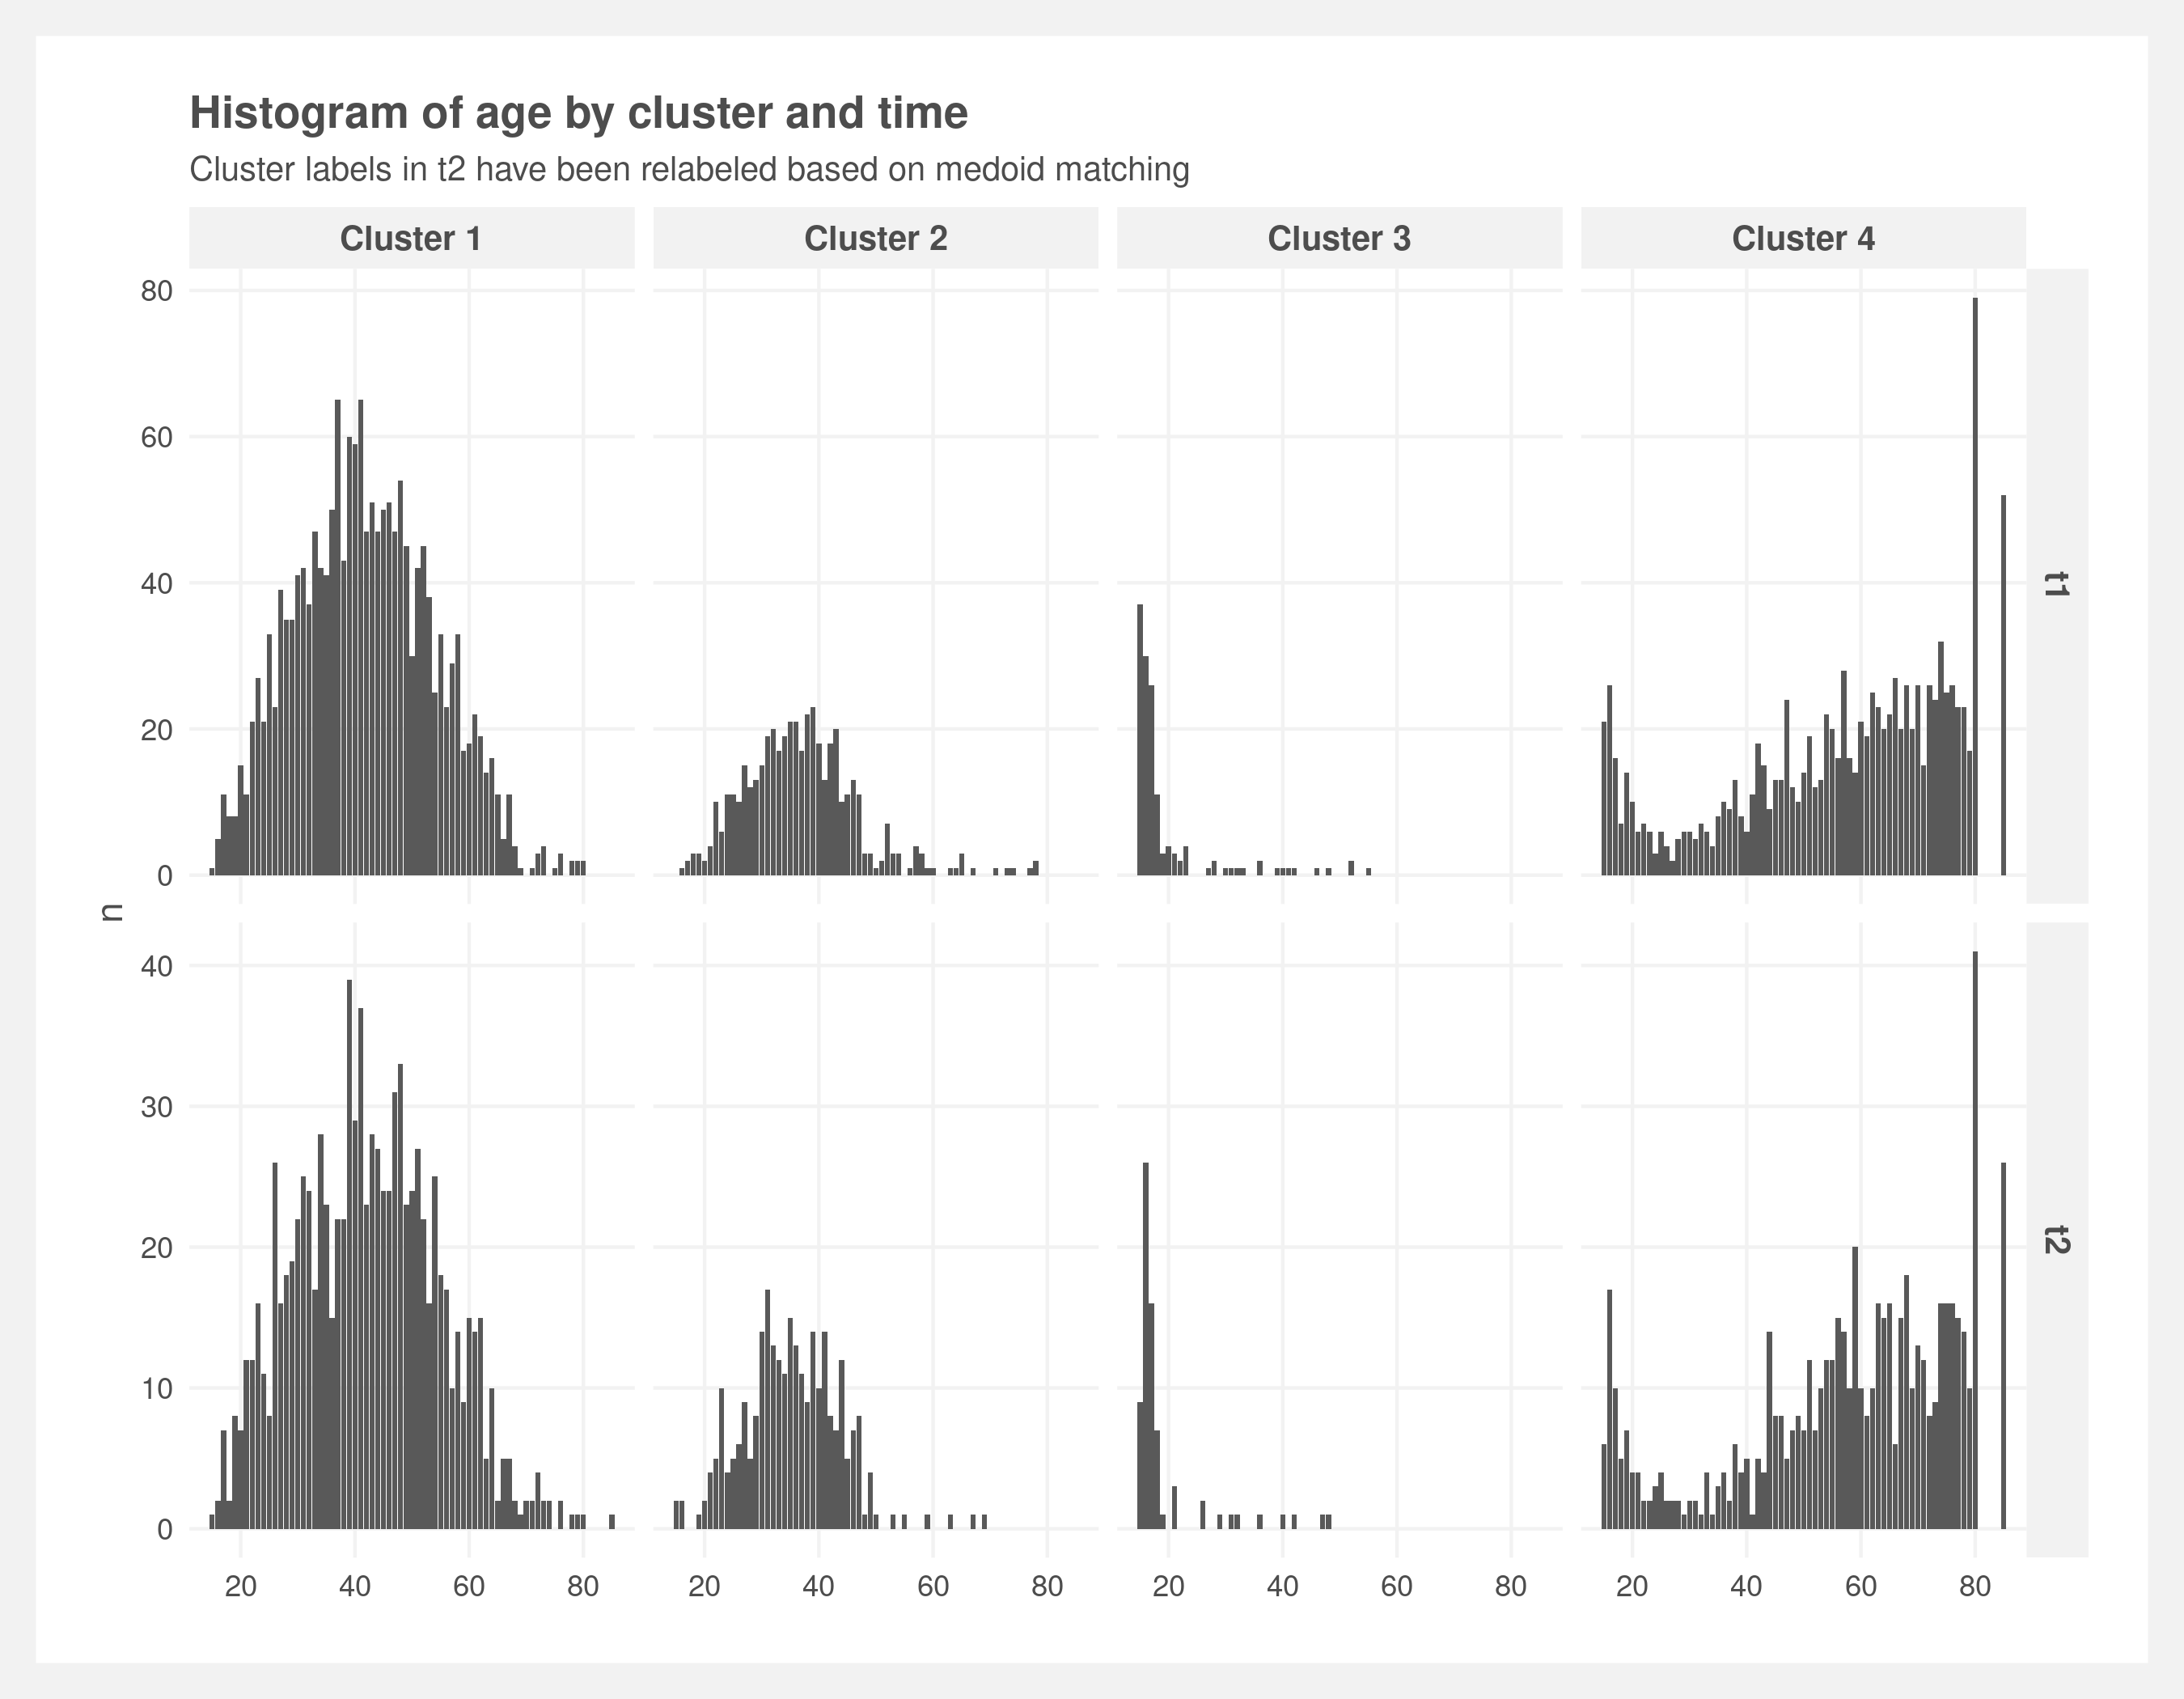 Histogram of age by cluster and time
Cluster labels in t2 have been relabeled based on medoid matching
Cluster 1 Cluster 2 Cluster 3 Cluster 4
80
60
40
20
0
t1
n
40
30
20
10
0
t2
20 40 60 80 20 40 60 80 20 40 60 80 20 40 60 80